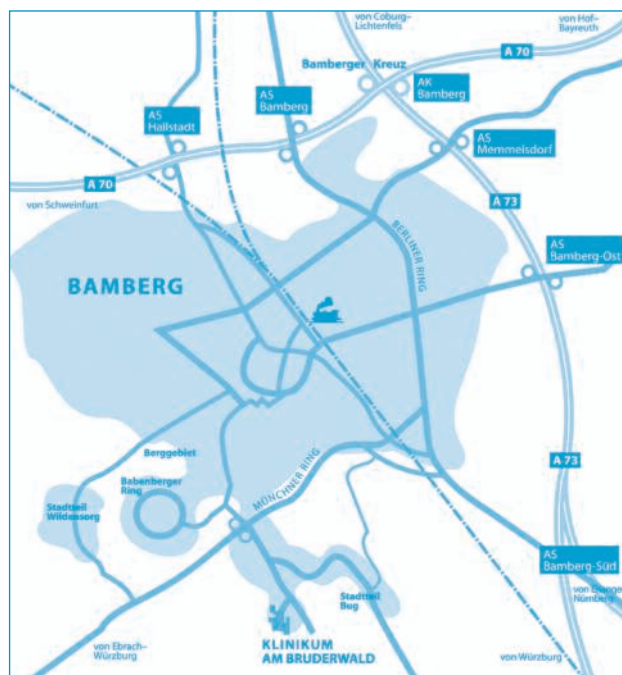 von Coburg–
Lichtenfels
von Hof–
Bayreuth
A 70
Bamberger Kreuz
AK
Bamberg
AS
Bamberg
AS
Hallstadt
AS
Memmelsdorf
A 70
von Schweinfurt
A 73
BERLINER RING
AS
Bamberg-Ost
BAMBERG
Berggebiet
A 73
Babenberger
Ring
MÜNCHNER RING
Stadtteil
Wildensorg
AS
Bamberg-Süd
Stadtteil
Bug
von
Nürnberg
KLINIKUM
AM BRUDERWALD
von Ebrach–
Würzburg
von Würzburg